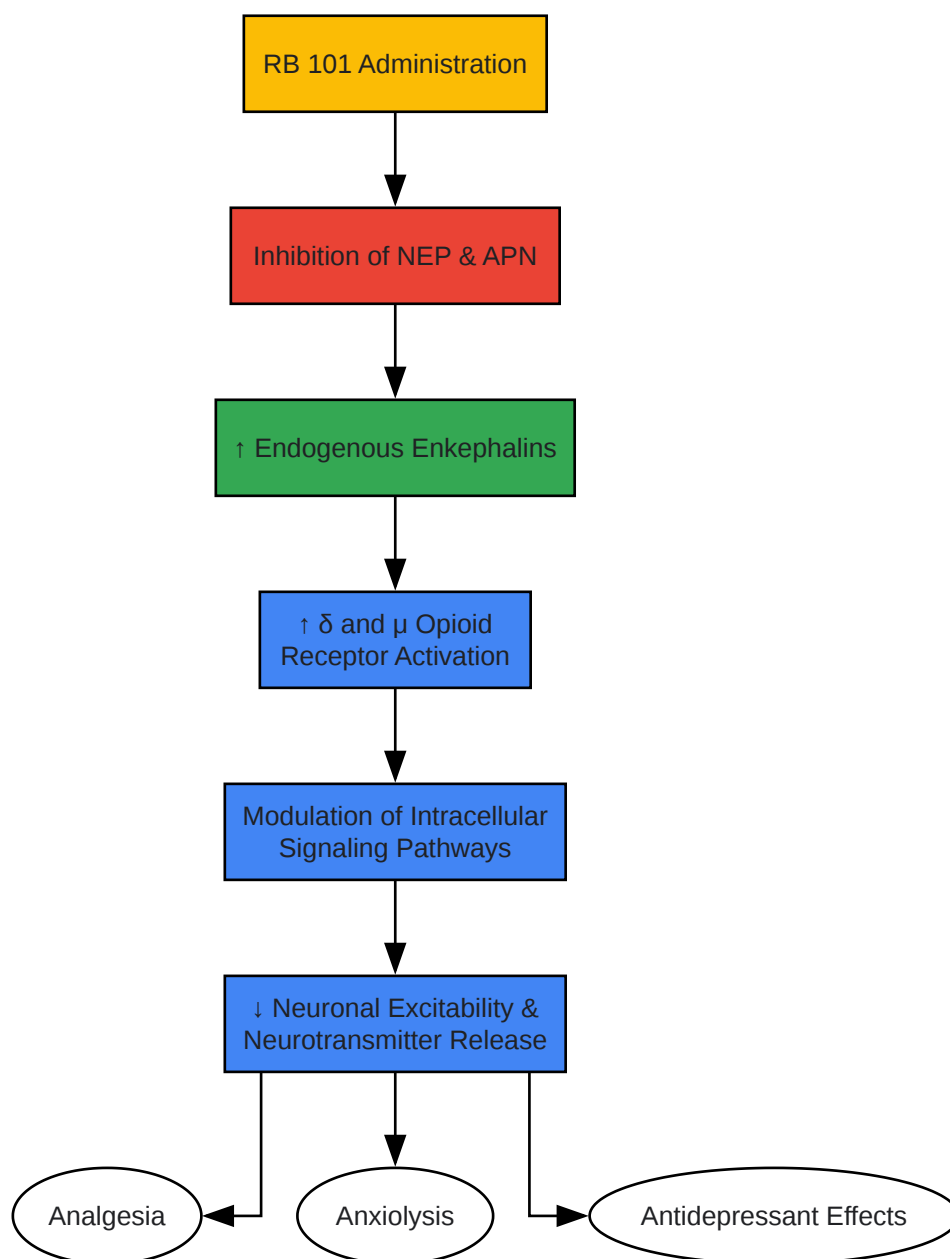 RB 101 Administration
Inhibition of NEP & APN
↑ Endogenous Enkephalins
↑ δ and μ Opioid
Receptor Activation
Modulation of Intracellular
Signaling Pathways
↓ Neuronal Excitability &
Neurotransmitter Release
Analgesia
Anxiolysis
Antidepressant Effects